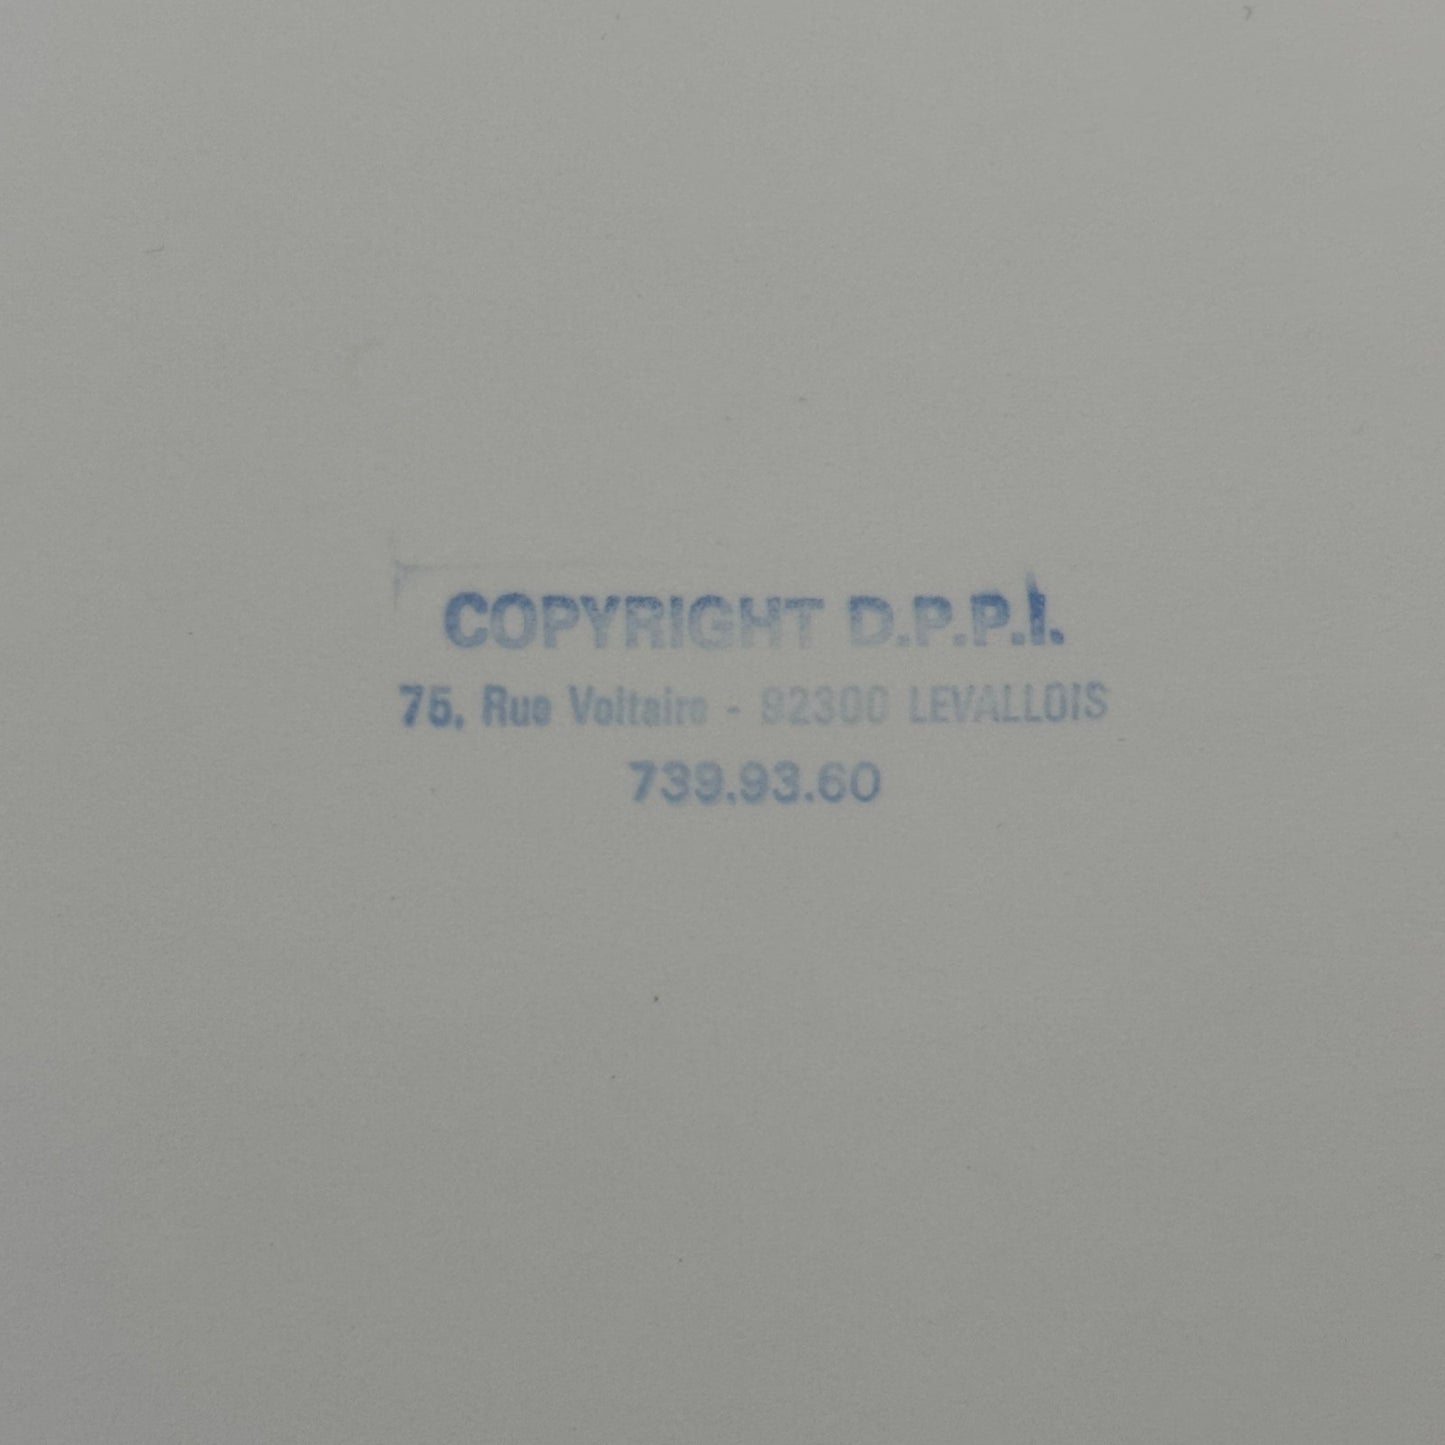 COPYRIGHT D.P.P.I.
75, Rue Voltaire - 92300 LEVALLOIS
739.93.60